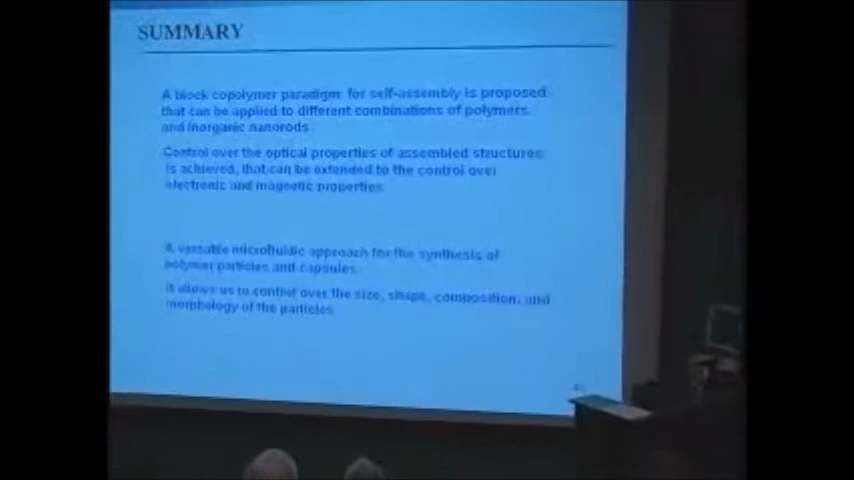 SUMMARY
A block copolymer paradigm for self-assembly is proposed
that can be applied to different combinations of polymers
and inorganic nanorods
Control over the optical properties of assembled structures
is achieved, that can be extended to the control over
electronic and magnetic properties
A versatile microfluidic approach for the synthesis of
polymer particles and capsules
It allows us to control over the size, shape, composition, and
morphology of the particles